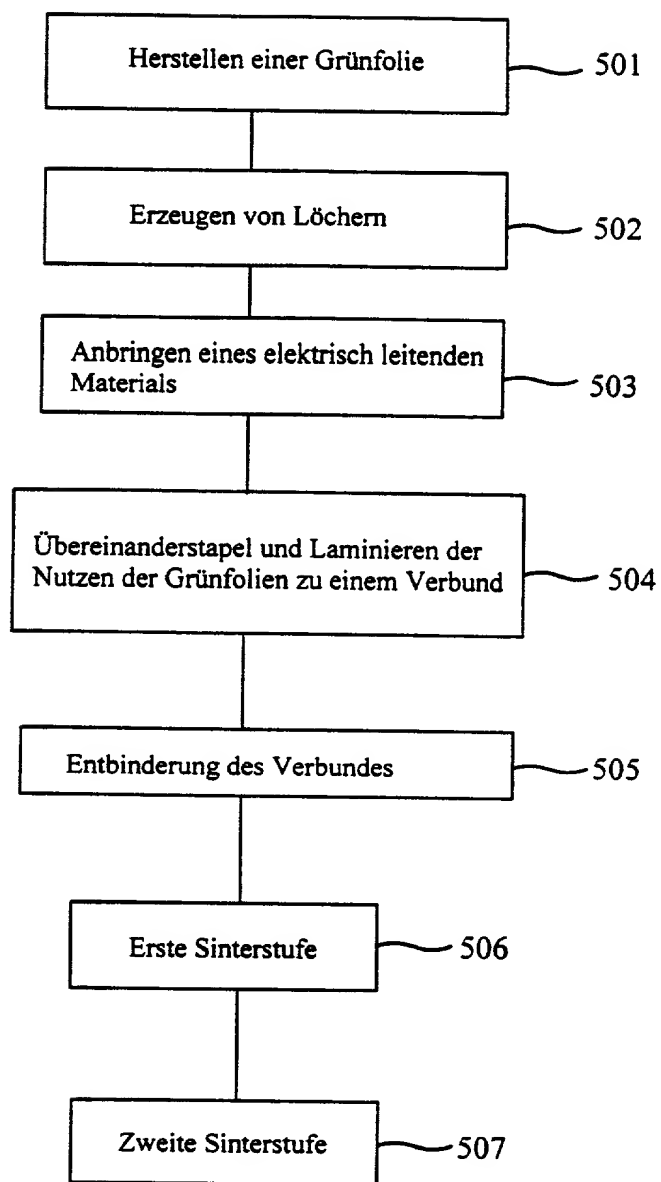 Herstellen einer Grünfolie
501
Erzeugen von Löchern
502
Anbringen eines elektrisch leitenden
Materials
503
Übereinanderstapel und Laminieren der
Nutzen der Grünfolien zu einem Verbund
504
Entbinderung des Verbundes
505
Erste Sinterstufe
506
Zweite Sinterstufe
507